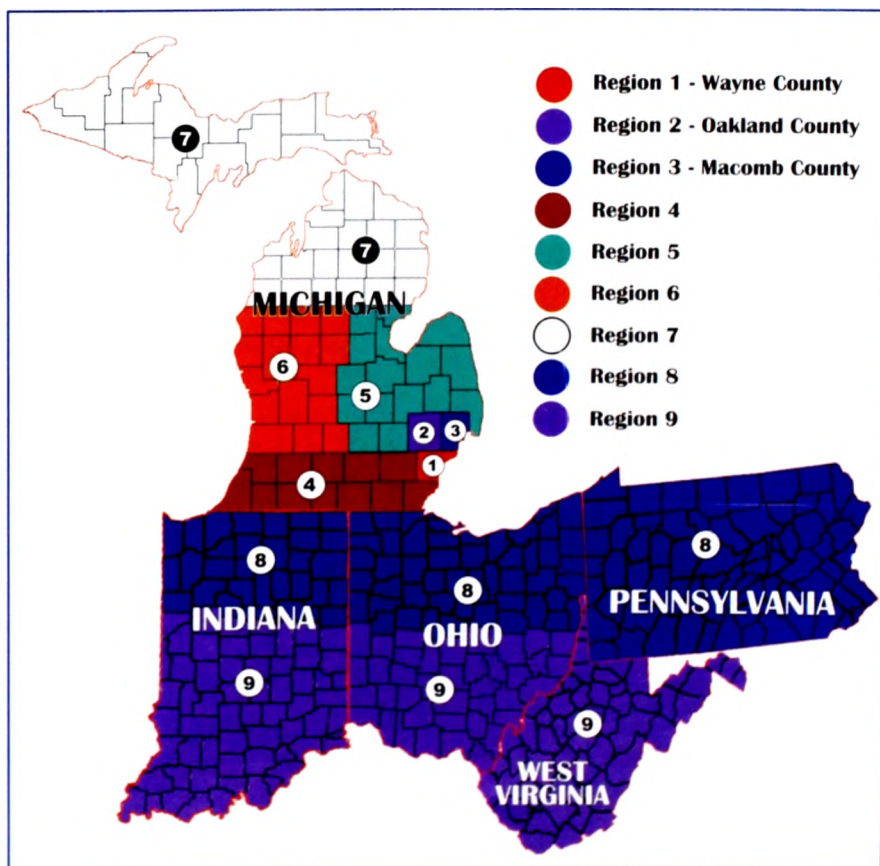 Region 1 - Wayne County
Region 2 - Oakland County
Region 3 - Macomb County
Region 4
Region 5
Region 6
Region 7
Region 8
Region 9
7
7
MICHIGAN
6
5
2
3
1
4
8
8
8
INDIANA
OHIO
PENNSYLVANIA
9
9
9
WEST
VIRGINIA